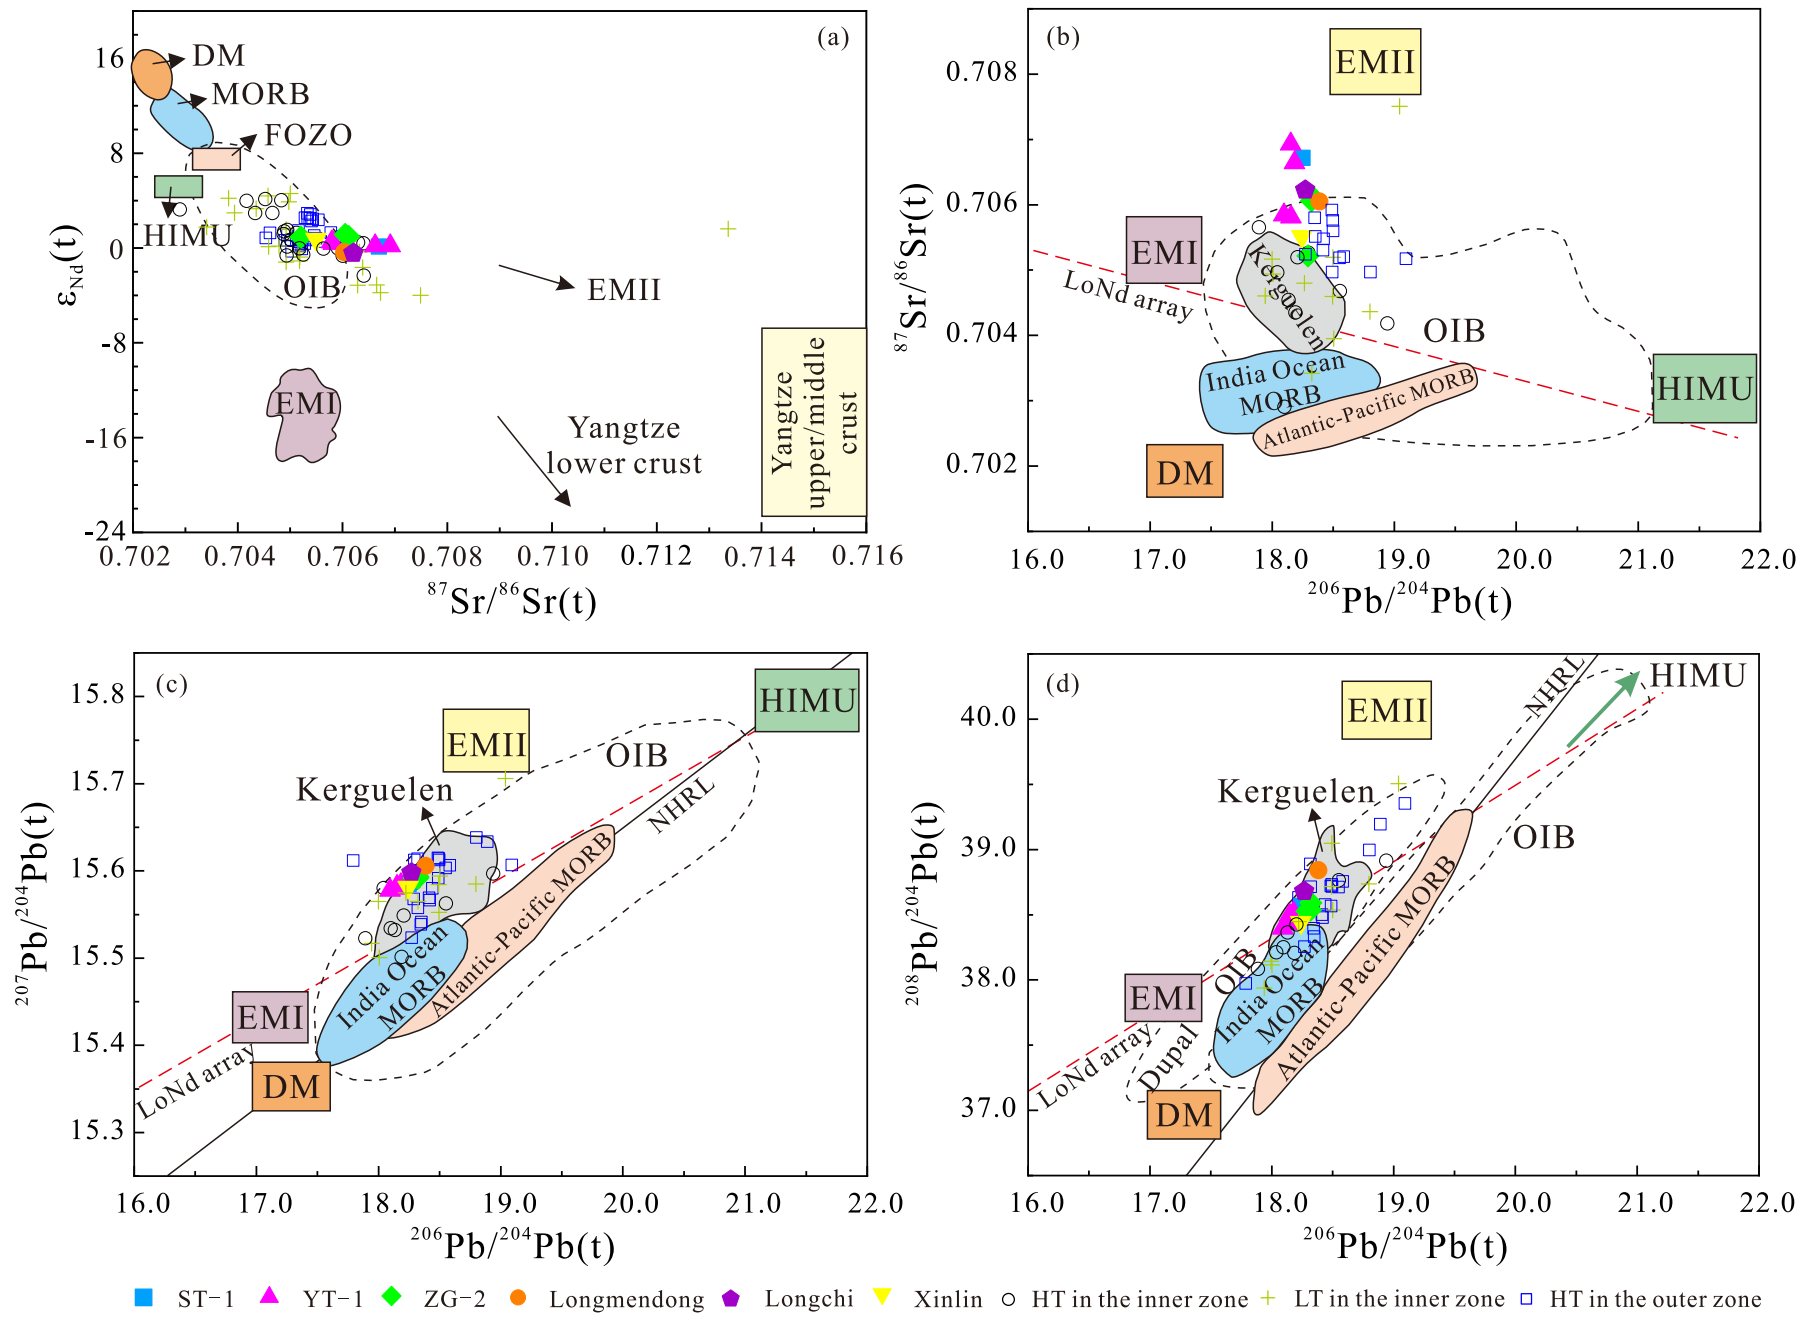 (a)
16
8
0
-8
-16
-24
εNd(t)
DM
MORB
FOZO
HIMU
OIB
EMII
EMI
Yangtze
lower crust
Yangtze
upper/middle
crust
0.702 0.704 0.706 0.708 0.710 0.712 0.714 0.716
87Sr/86Sr(t)
(b)
0.708
0.706
0.704
0.702
87Sr/86Sr(t)
EMII
EMI
LoNd array
Kerguelen
OIB
India Ocean
MORB
Atlantic-Pacific MORB
HIMU
DM
16.0 17.0 18.0 19.0 20.0 21.0 22.0
206Pb/204Pb(t)
(c)
15.8
15.7
15.6
15.5
15.4
15.3
207Pb/204Pb(t)
HIMU
EMII
OIB
Kerguelen
NHRL
Atlantic-Pacific MORB
India Ocean
MORB
EMI
DM
LoNd array
16.0 17.0 18.0 19.0 20.0 21.0 22.0
206Pb/204Pb(t)
(d)
40.0
39.0
38.0
37.0
208Pb/204Pb(t)
NHRL
HIMU
EMII
Kerguelen
OIB
OIB
EMI
India Ocean
MORB
Atlantic-Pacific MORB
LoNd array
Dupal
DM
16.0 17.0 18.0 19.0 20.0 21.0 22.0
206Pb/204Pb(t)
ST-1 YT-1 ZG-2 Longmendong Longchi Xinlin HT in the inner zone LT in the inner zone HT in the outer zone